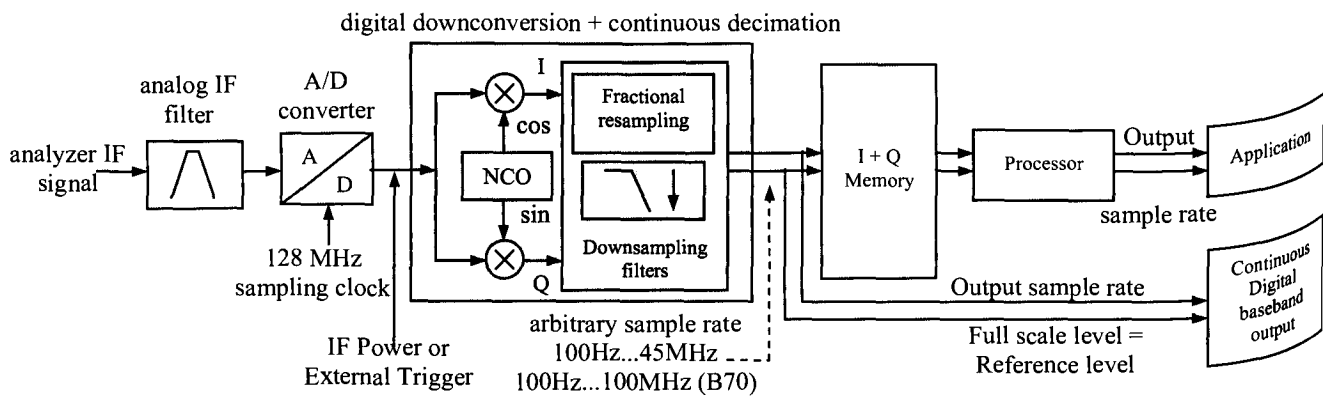 digital downconversion + continuous decimation
analog IF
filter
A/D
converter
analyzer IF
signal
A
D
128 MHz
sampling clock
IF Power or
External Trigger
I
cos
NCO
sin
Q
Fractional
resampling
Downsampling
filters
arbitrary sample rate
100Hz...45MHz
100Hz...100MHz (B70)
I + Q
Memory
Processor
Output
sample rate
Application
Output sample rate
Full scale level =
Reference level
Continuous
Digital
baseband
output